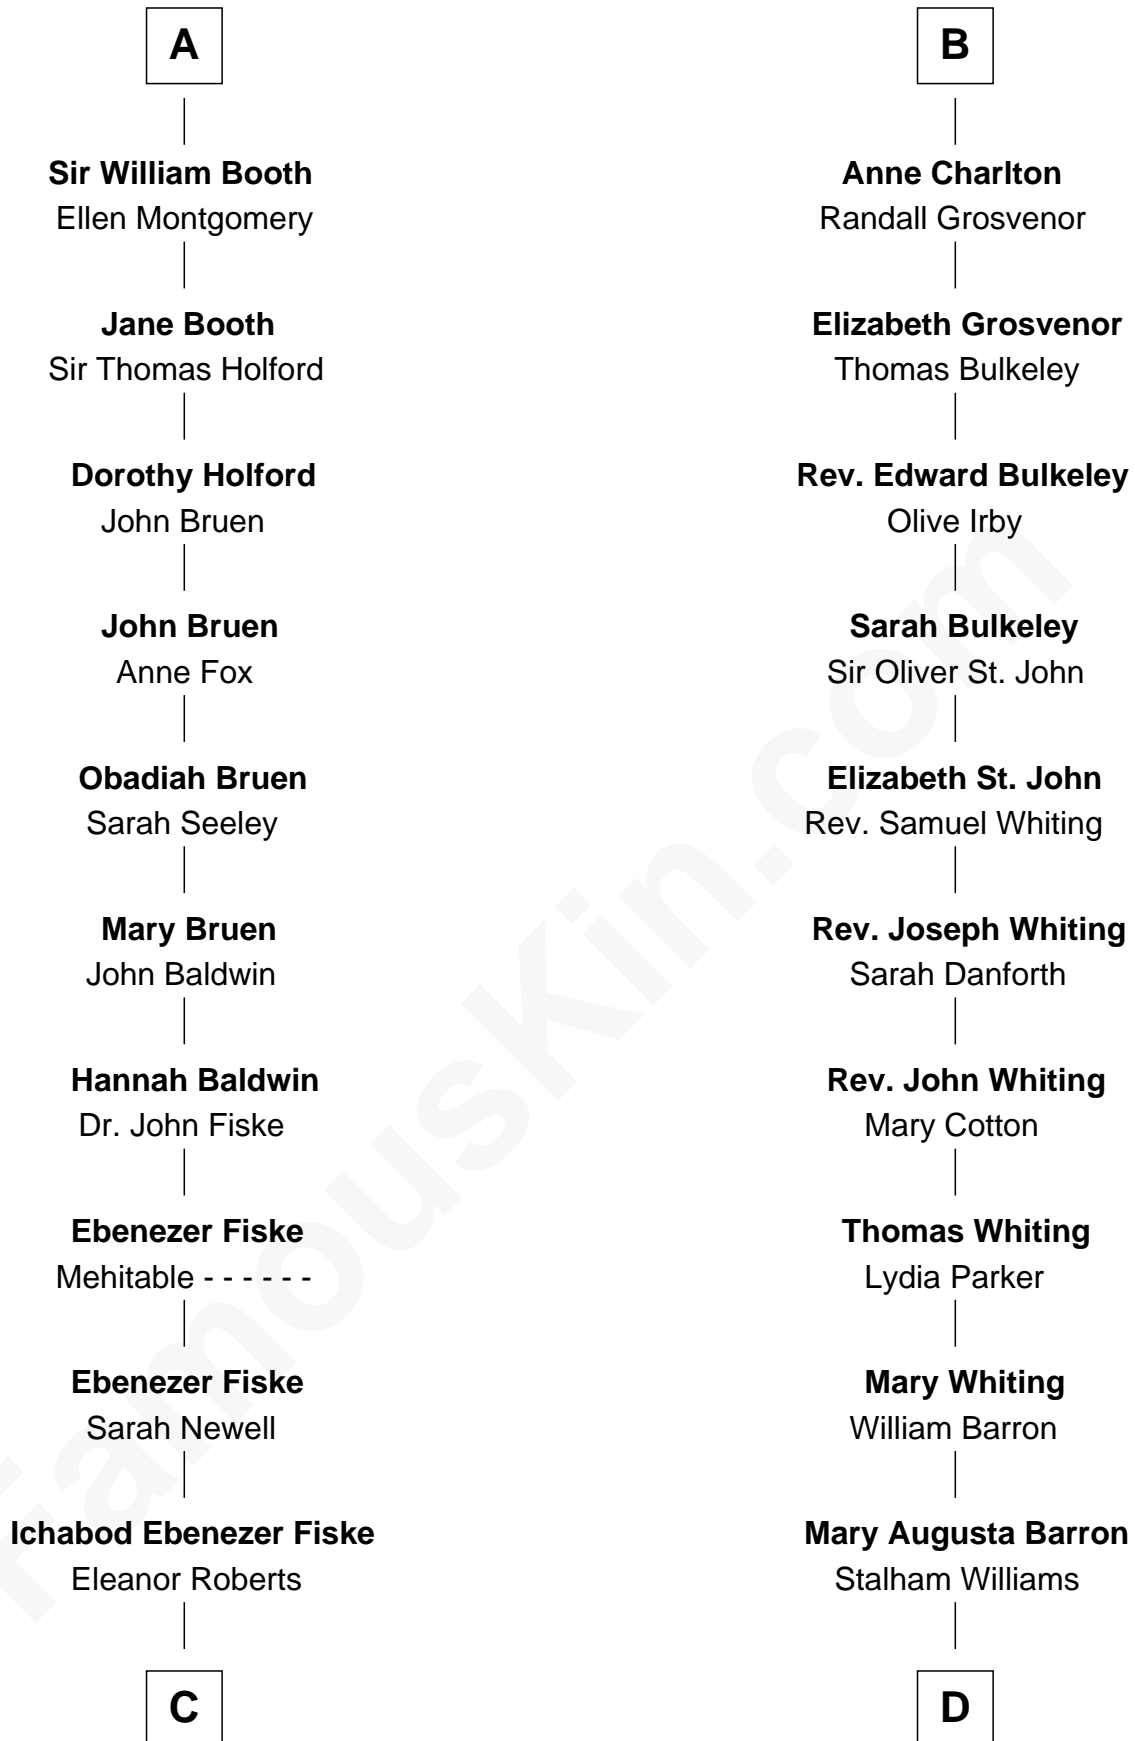 A
Sir William Booth
Ellen Montgomery
Jane Booth
Sir Thomas Holford
Dorothy Holford
John Bruen
John Bruen
Anne Fox
Obadiah Bruen
Sarah Seeley
Mary Bruen
John Baldwin
Hannah Baldwin
Dr. John Fiske
Ebenezer Fiske
Mehitable - - - - - -
Ebenezer Fiske
Sarah Newell
Ichabod Ebenezer Fiske
Eleanor Roberts
C
B
Anne Charlton
Randall Grosvenor
Elizabeth Grosvenor
Thomas Bulkeley
Rev. Edward Bulkeley
Olive Irby
Sarah Bulkeley
Sir Oliver St. John
Elizabeth St. John
Rev. Samuel Whiting
Rev. Joseph Whiting
Sarah Danforth
Rev. John Whiting
Mary Cotton
Thomas Whiting
Lydia Parker
Mary Whiting
William Barron
Mary Augusta Barron
Stalham Williams
D
FamousKin.com